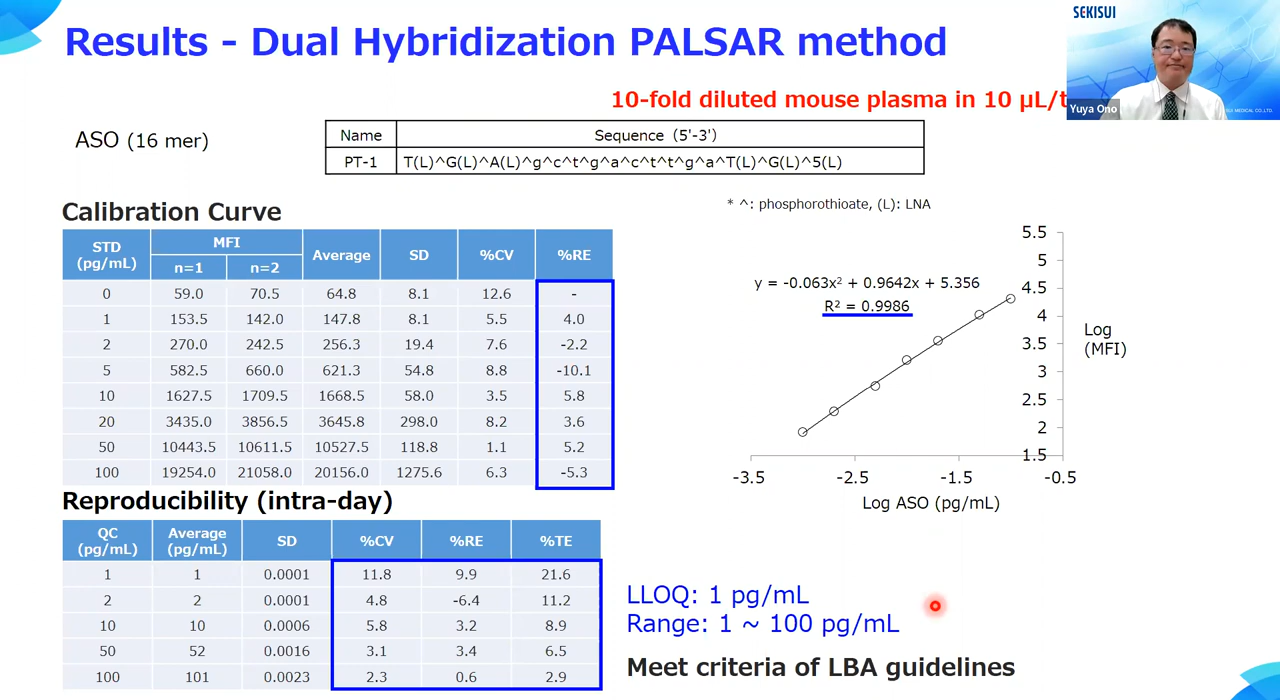 SEKISUI
Results - Dual Hybridization PALSAR method
10-fold diluted mouse plasma in 10 μL/t
Yuya Ono
UI MEDICAL CO.,LTD.
ASO (16 mer)
Name Sequence (5'-3')
PT-1 T(L)^G(L)^A(L)^g^c^t^g^a^c^t^t^g^a^T(L)^G(L)^5(L)
* ^: phosphorothioate, (L): LNA
Calibration Curve
STD (pg/mL) MFI Average SD %CV %RE
n=1 n=2
0 59.0 70.5 64.8 8.1 12.6 -
1 153.5 142.0 147.8 8.1 5.5 4.0
2 270.0 242.5 256.3 19.4 7.6 -2.2
5 582.5 660.0 621.3 54.8 8.8 -10.1
10 1627.5 1709.5 1668.5 58.0 3.5 5.8
20 3435.0 3856.5 3645.8 298.0 8.2 3.6
50 10443.5 10611.5 10527.5 118.8 1.1 5.2
100 19254.0 21058.0 20156.0 1275.6 6.3 -5.3
y = -0.063x² + 0.9642x + 5.356
R² = 0.9986
5.5
5
4.5
4
3.5
3
2.5
2
1.5
Log
(MFI)
-3.5 -2.5 -1.5 -0.5
Log ASO (pg/mL)
Reproducibility (intra-day)
QC (pg/mL) Average (pg/mL) SD %CV %RE %TE
1 1 0.0001 11.8 9.9 21.6
2 2 0.0001 4.8 -6.4 11.2
10 10 0.0006 5.8 3.2 8.9
50 52 0.0016 3.1 3.4 6.5
100 101 0.0023 2.3 0.6 2.9
LLOQ: 1 pg/mL
Range: 1 ~ 100 pg/mL
Meet criteria of LBA guidelines